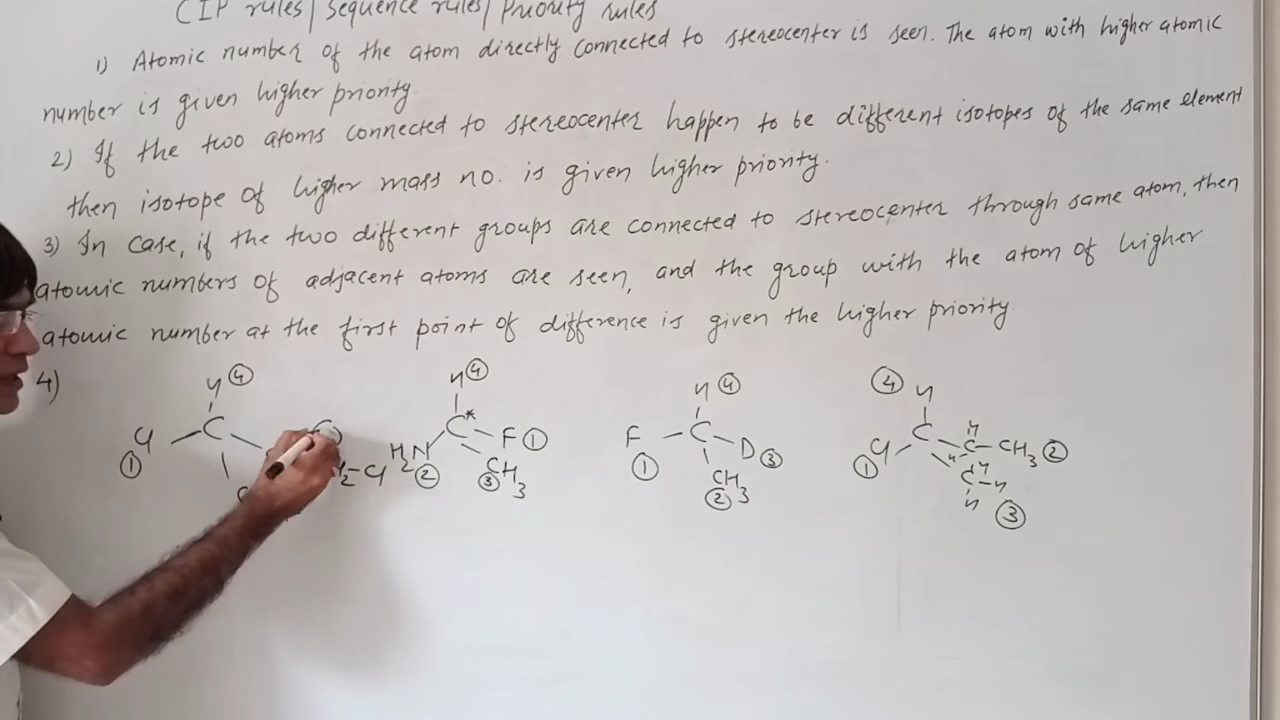 CIP rules/ Sequence rules/ Priority rules
1) Atomic number of the atom directly connected to stereocenter is seen. The atom with higher atomic
number is given higher priority.
2) If the two atoms connected to stereocenter happen to be different isotopes of the same element
then isotope of higher mass no. is given higher priority.
3) In case, if the two different groups are connected to stereocenter through same atom, then
atomic numbers of adjacent atoms are seen, and the group with the atom of higher
atomic number at the first point of difference is given the higher priority
4)
H ④ H ④ H ④ ④ H
Cl C C* F ① F C D ③ Cl C C H CH3 ②
① H2N ② CH3 ③ ① CH3 ② ① C H H H ③
2-Cl